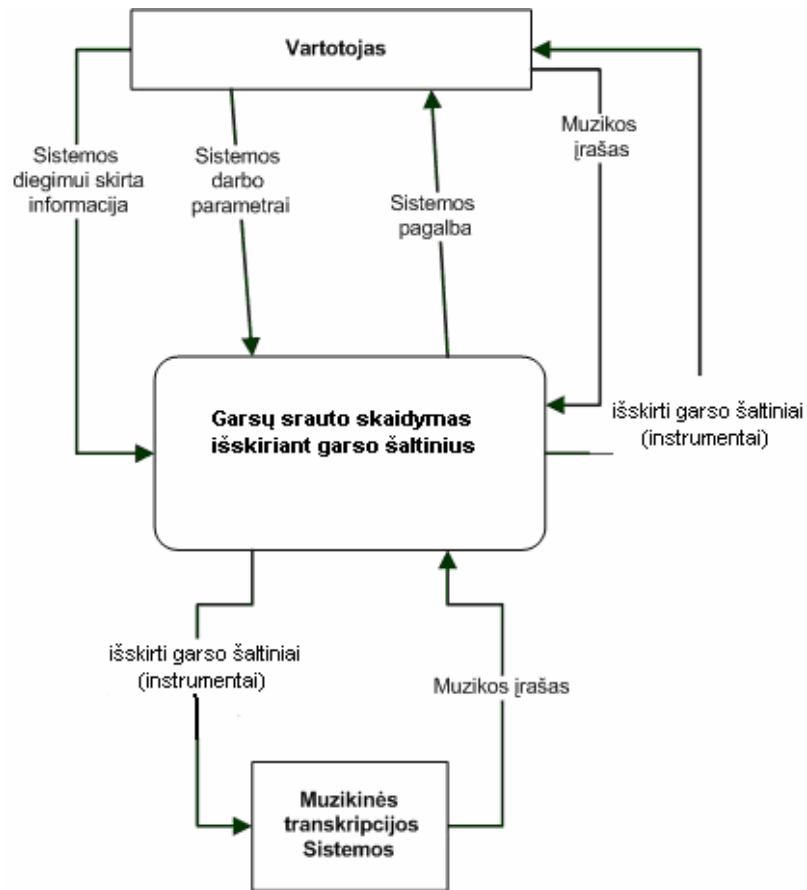 Vartotojas
Sistemos
diegimui skirta
informacija
Sistemos
darbo
parametrai
Sistemos
pagalba
Muzikos
įrašas
Garsų srauto skaidymas
išskiriant garso šaltinius
išskirti garso šaltiniai
(instrumentai)
išskirti garso šaltiniai
(instrumentai)
Muzikos įrašas
Muzikinės
transkripcijos
Sistemos